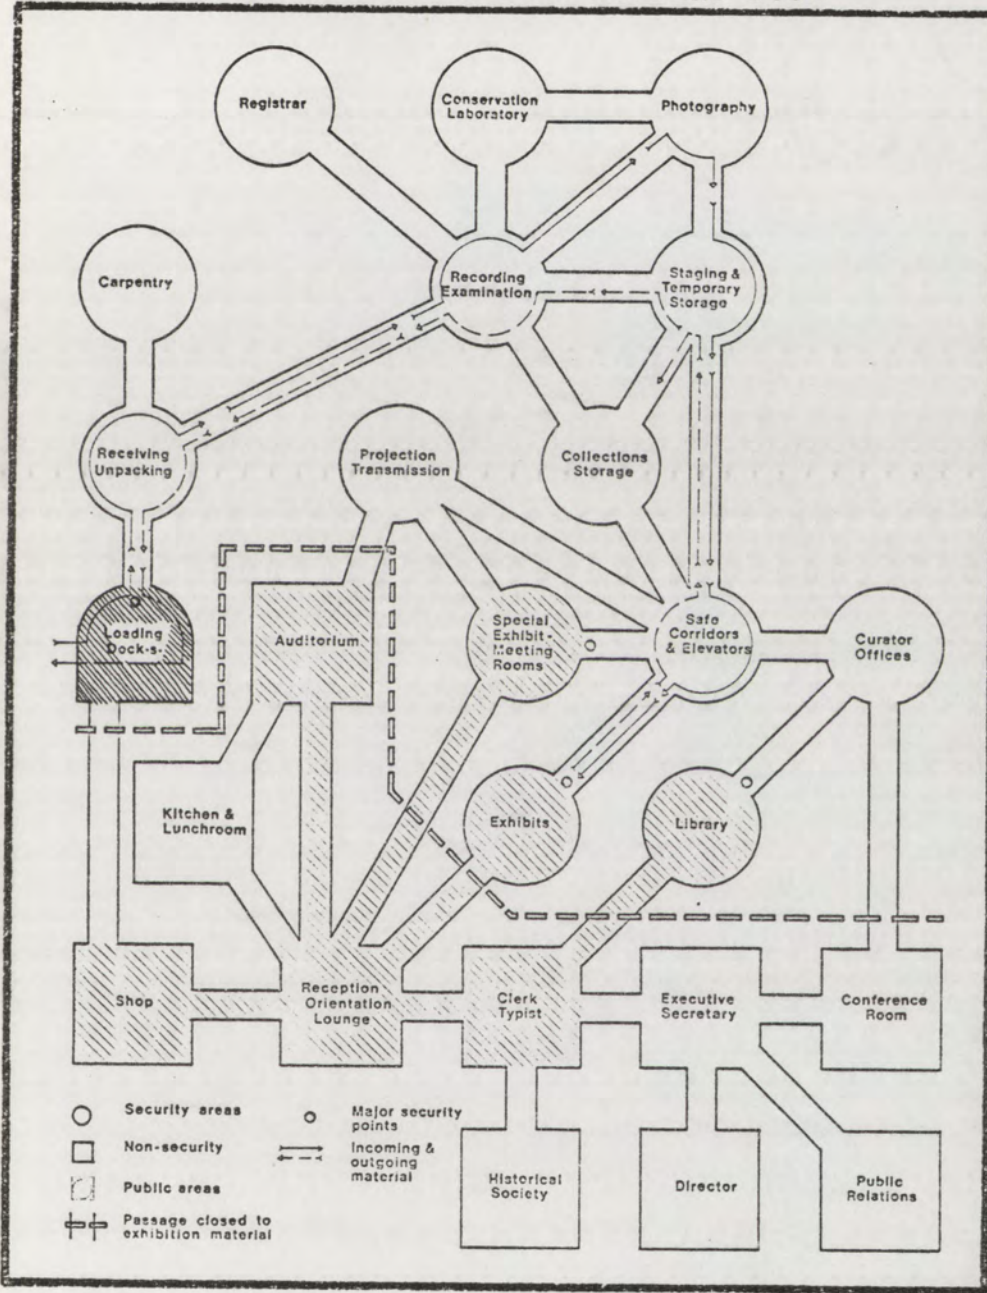 Registrar
Conservation
Laboratory
Photography
Carpentry
Recording
Examination
Staging &
Temporary
Storage
Receiving
Unpacking
Projection
Transmission
Collections
Storage
Loading
Dock-s-
Auditorium
Special
Exhibit-
Meeting
Rooms
Safe
Corridors
& Elevators
Curator
Offices
Kitchen &
Lunchroom
Exhibits
Library
Shop
Reception
Orientation
Lounge
Clerk
Typist
Executive
Secretary
Conference
Room
Historical
Society
Director
Public
Relations
Security areas
Non-security
Public areas
Passage closed to
exhibition material
Major security
points
Incoming &
outgoing
material